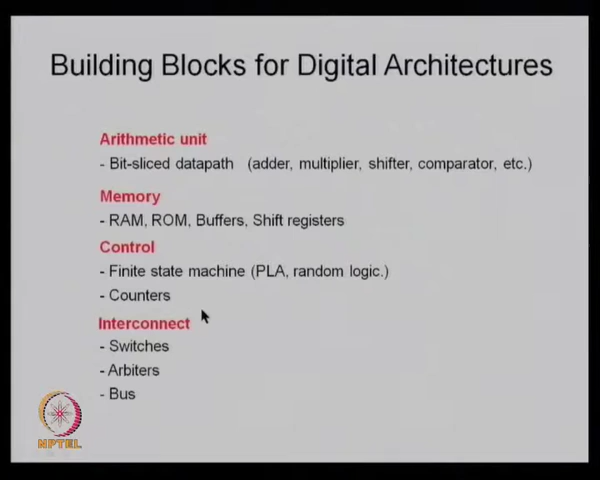 Building Blocks for Digital Architectures
Arithmetic unit
- Bit-sliced datapath (adder, multiplier, shifter, comparator, etc.)
Memory
- RAM, ROM, Buffers, Shift registers
Control
- Finite state machine (PLA, random logic.)
- Counters
Interconnect
- Switches
- Arbiters
- Bus
NPTEL